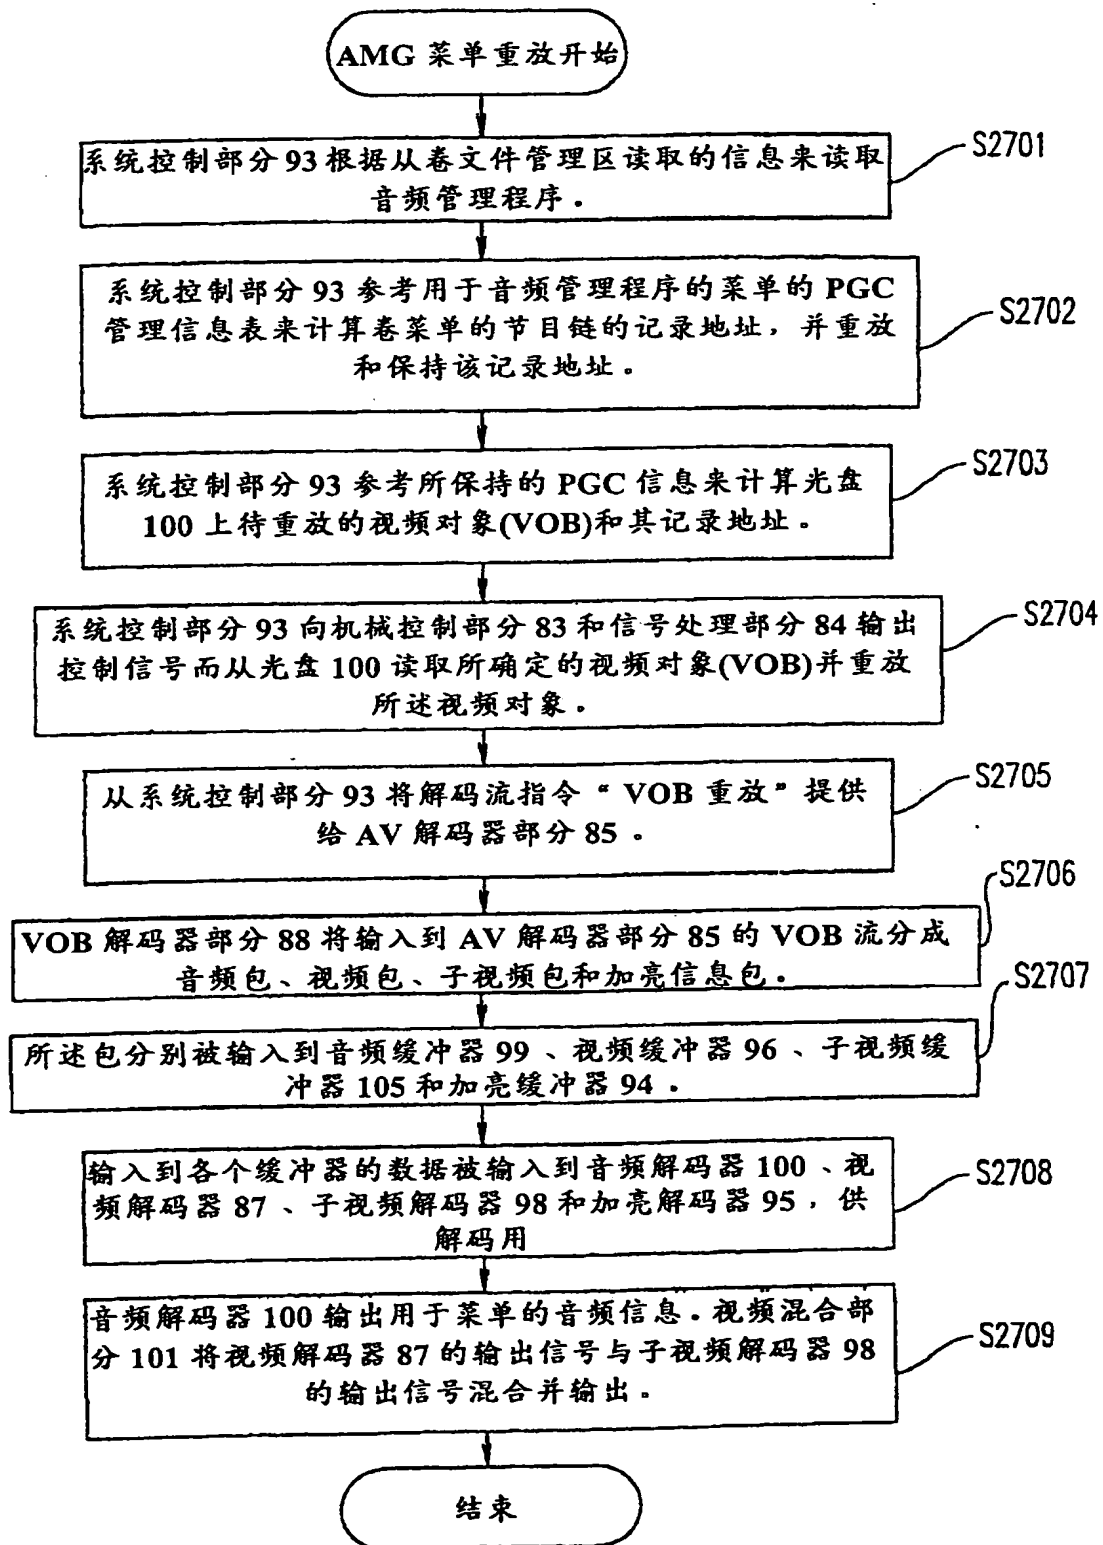 AMG 菜单重放开始
系统控制部分 93 根据从卷文件管理区读取的信息来读取
音频管理程序。
S2701
系统控制部分 93 参考用于音频管理程序的菜单的 PGC
管理信息表来计算卷菜单的节目链的记录地址，并重放
和保持该记录地址。
S2702
系统控制部分 93 参考所保持的 PGC 信息来计算光盘
100 上待重放的视频对象(VOB)和其记录地址。
S2703
系统控制部分 93 向机械控制部分 83 和信号处理部分 84 输出
控制信号而从光盘 100 读取所确定的视频对象(VOB)并重放
所述视频对象。
S2704
从系统控制部分 93 将解码流指令“VOB 重放”提供
给 AV 解码器部分 85 。
S2705
VOB 解码器部分 88 将输入到 AV 解码器部分 85 的 VOB 流分成
音频包、视频包、子视频包和加亮信息包。
S2706
所述包分别被输入到音频缓冲器 99 、视频缓冲器 96 、子视频缓
冲器 105 和加亮缓冲器 94 。
S2707
输入到各个缓冲器的数据被输入到音频解码器 100 、视
频解码器 87 、子视频解码器 98 和加亮解码器 95 ，供
解码用
S2708
音频解码器 100 输出用于菜单的音频信息。视频混合部
分 101 将视频解码器 87 的输出信号与子视频解码器 98
的输出信号混合并输出。
S2709
结束